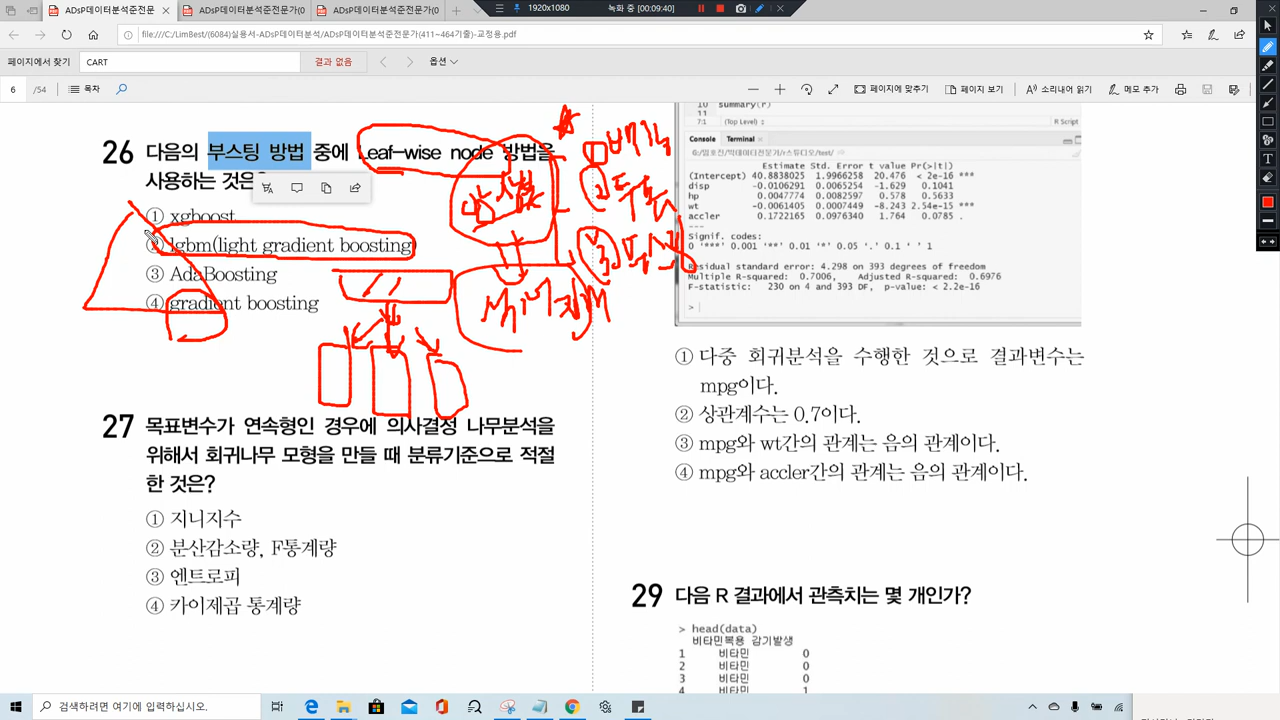 ADsP데이터분석준전문
ADsP데이터분석준전문가(0
ADsP데이터분석준전문가(0
1920x1080
녹화 중 [00:09:40]
file:///C:/LimBest/(6084)실용서-ADsP데이터분석/ADsP데이터분석준전문가(411~464기출)-교정용.pdf
페이지에서 찾기
CART
결과 없음
옵션
6 /54
목차
페이지에 맞추기
페이지 보기
소리내어 읽기
메모 추가
26 다음의 부스팅 방법 중에 Leaf-wise node 방법을
사용하는 것은?
① xgboost
② lgbm(light gradient boosting)
③ AdaBoosting
④ gradient boosting
27 목표변수가 연속형인 경우에 의사결정 나무분석을
위해서 회귀나무 모형을 만들 때 분류기준으로 적절
한 것은?
① 지니지수
② 분산감소량, F통계량
③ 엔트로피
④ 카이제곱 통계량
10 summary(r)
11
7:1 (Top Level) R Script
Console Terminal
Estimate Std. Error t value Pr(>|t|)
(Intercept) 40.8838025 1.9966258 20.476 < 2e-16 ***
disp -0.0106291 0.0065254 -1.629 0.1041
hp 0.0047774 0.0082597 0.578 0.5633
wt -0.0061405 0.0007449 -8.243 2.54e-15 ***
accler 0.1722165 0.0976340 1.764 0.0785 .
---
Signif. codes:
0 '***' 0.001 '**' 0.01 '*' 0.05 '.' 0.1 ' ' 1
Residual standard error: 4.298 on 393 degrees of freedom
Multiple R-squared: 0.7006, Adjusted R-squared: 0.6976
F-statistic: 230 on 4 and 393 DF, p-value: < 2.2e-16
>
① 다중 회귀분석을 수행한 것으로 결과변수는
mpg이다.
② 상관계수는 0.7이다.
③ mpg와 wt간의 관계는 음의 관계이다.
④ mpg와 accler간의 관계는 음의 관계이다.
29 다음 R 결과에서 관측치는 몇 개인가?
> head(data)
비타민복용 감기발생
1 비타민 0
2 비타민 0
3 비타민 0
4 비타민 1
검색하려면 여기에 입력하십시오.